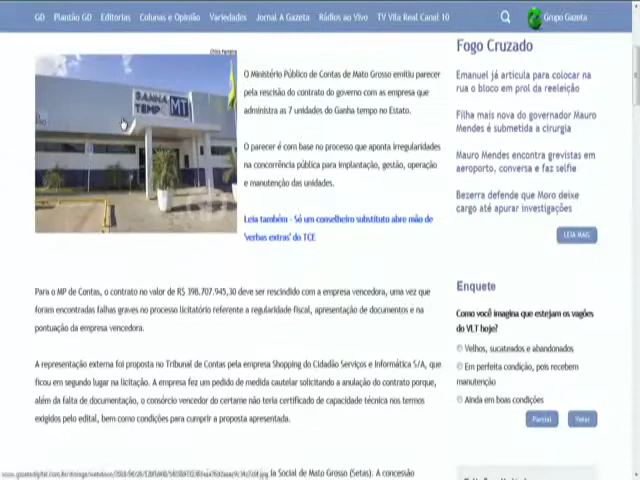 GD Plantão GD Editorias Colunas e Opinião Variedades Jornal A Gazeta Rádios ao Vivo TV Vila Real Canal 10 Grupo Gazeta
Chico Ferreira
GANHA
TEMPO MT
O Ministério Público de Contas de Mato Grosso emitiu parecer
pela rescisão do contrato do governo com as empresa que
administra as 7 unidades do Ganha tempo no Estado.
O parecer é com base no processo que aponta irregularidades
na concorrência pública para implantação, gestão, operação
e manutenção das unidades.
Leia também - Só um conselheiro substituto abre mão de
'verbas extras' do TCE
Para o MP de Contas, o contrato no valor de R$ 398.707.945,30 deve ser rescindido com a empresa vencedora, uma vez que
foram encontradas falhas graves no processo licitatório referente a regularidade fiscal, apresentação de documentos e na
pontuação da empresa vencedora.
A representação externa foi proposta no Tribunal de Contas pela empresa Shopping do Cidadão Serviços e Informática S/A, que
ficou em segundo lugar na licitação. A empresa fez um pedido de medida cautelar solicitando a anulação do contrato porque,
além da falta de documentação, o consórcio vencedor do certame não teria certificado de capacidade técnica nos termos
exigidos pelo edital, bem como condições para cumprir a proposta apresentada.
la Social de Mato Grosso (Setas). A concessão
Fogo Cruzado
Emanuel já articula para colocar na
rua o bloco em prol da reeleição
Filha mais nova do governador Mauro
Mendes é submetida a cirurgia
Mauro Mendes encontra grevistas em
aeroporto, conversa e faz selfie
Bezerra defende que Moro deixe
cargo até apurar investigações
LEIA MAIS
Enquete
Como você imagina que estejam os vagões
do VLT hoje?
Velhos, sucateados e abandonados
Em perfeita condição, pois recebem
manutenção
Ainda em boas condições
Parcial Votar